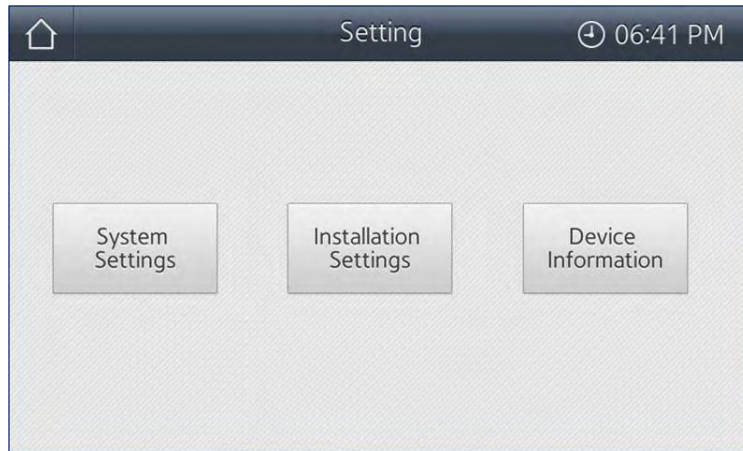 Setting
06:41 PM
System
Settings
Installation
Settings
Device
Information